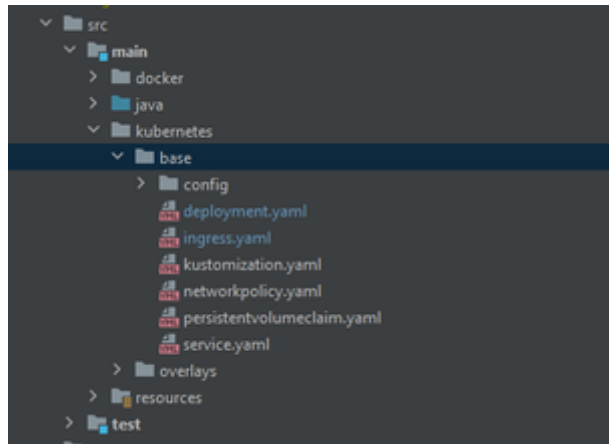 src
main
docker
java
kubernetes
base
config
deployment.yaml
ingress.yaml
kustomization.yaml
networkpolicy.yaml
persistentvolumeclaim.yaml
service.yaml
overlays
resources
test